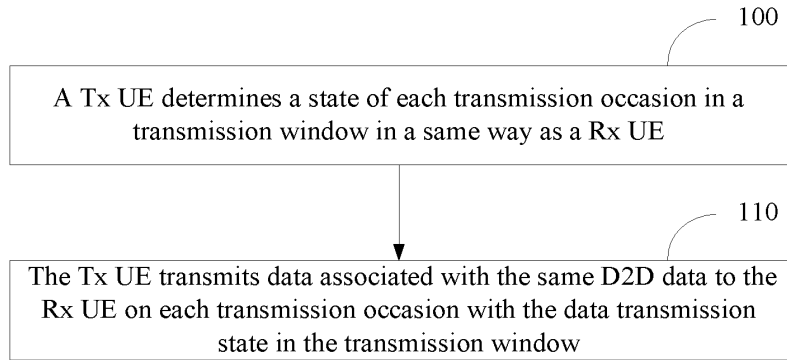 100
A Tx UE determines a state of each transmission occasion in a
transmission window in a same way as a Rx UE
110
The Tx UE transmits data associated with the same D2D data to the
Rx UE on each transmission occasion with the data transmission
state in the transmission window